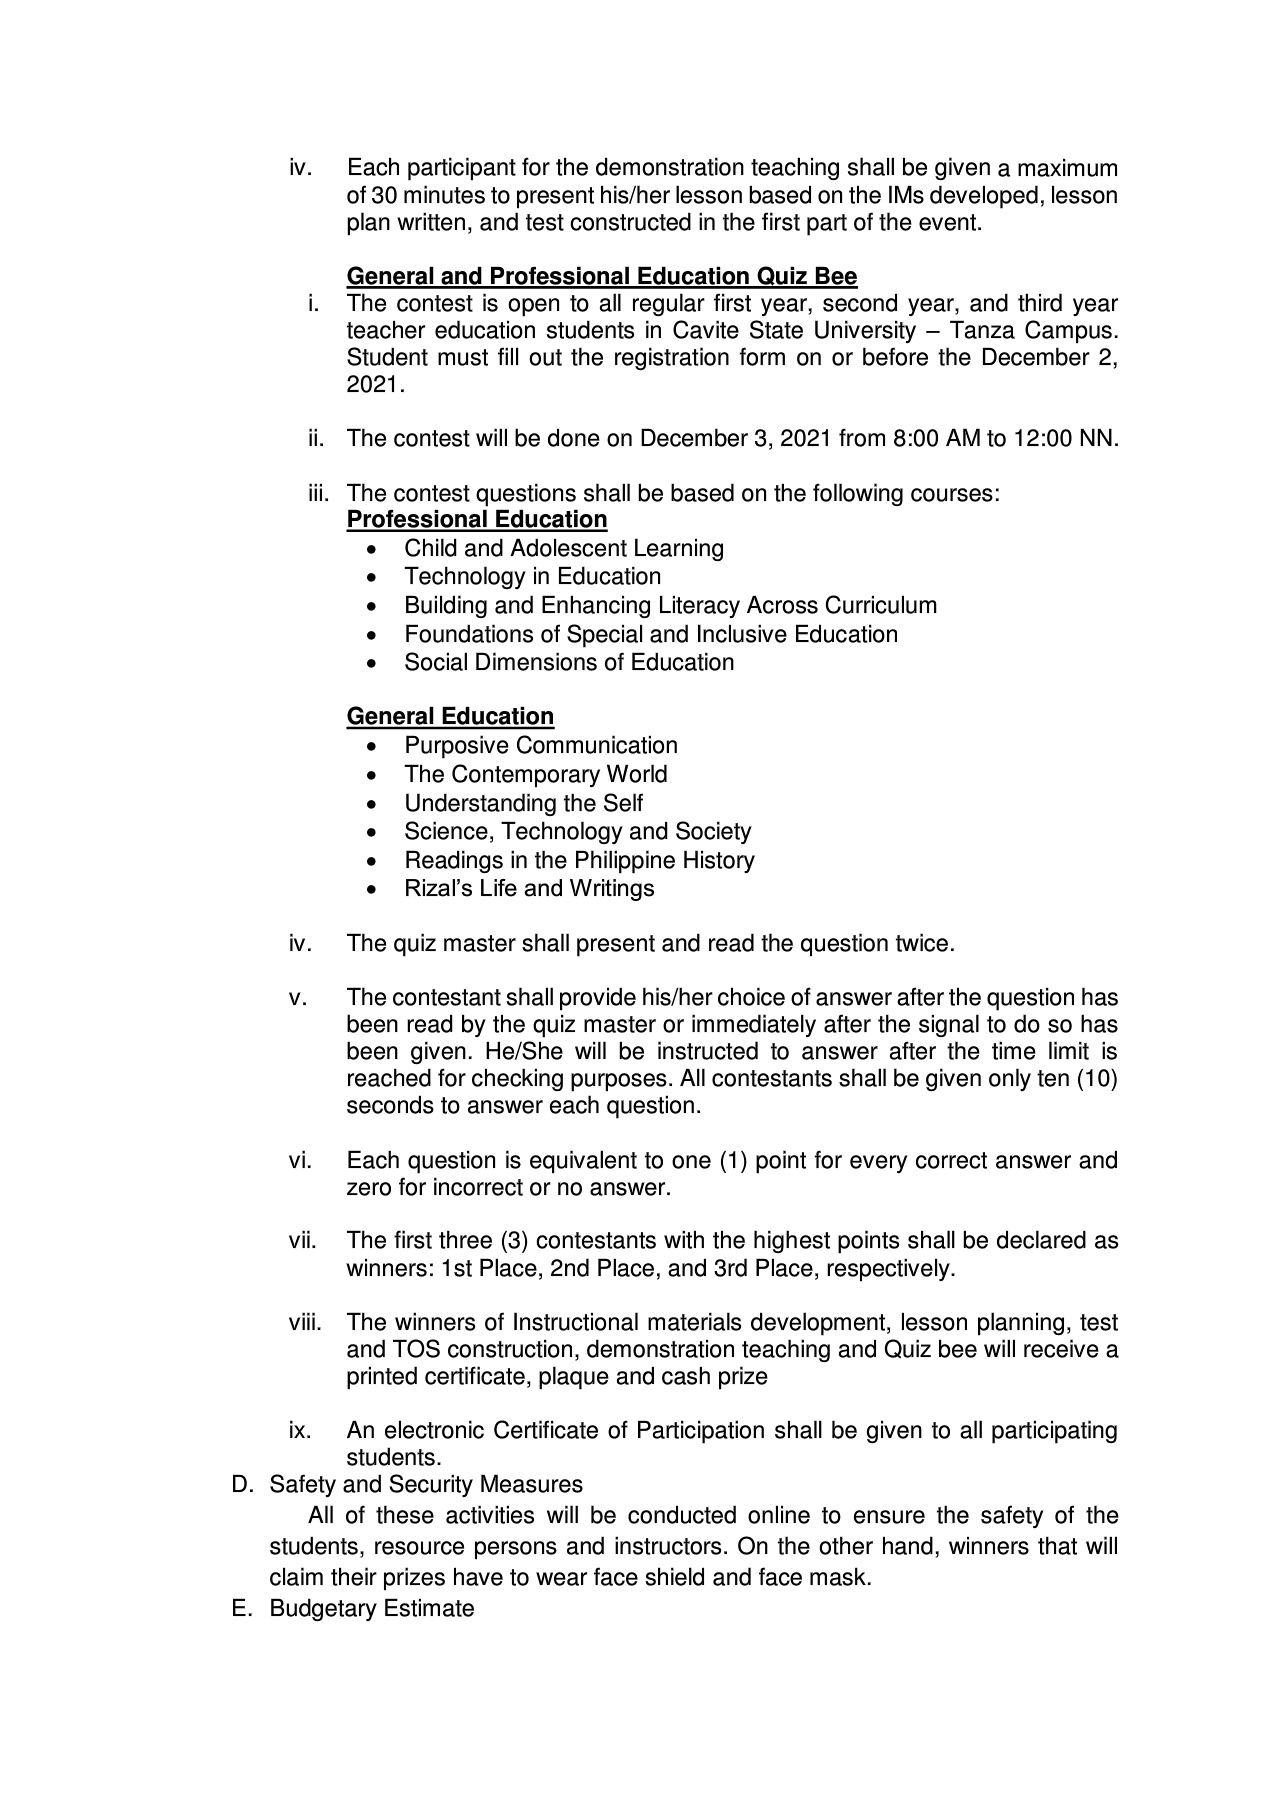 iv. Each participant for the demonstration teaching shall be given a maximum
of 30 minutes to present his/her lesson based on the IMs developed, lesson
plan written, and test constructed in the first part of the event.
General and Professional Education Quiz Bee
i. The contest is open to all regular first year, second year, and third year
teacher education students in Cavite State University – Tanza Campus.
Student must fill out the registration form on or before the December 2,
2021.
ii. The contest will be done on December 3, 2021 from 8:00 AM to 12:00 NN.
iii. The contest questions shall be based on the following courses:
Professional Education
• Child and Adolescent Learning
• Technology in Education
• Building and Enhancing Literacy Across Curriculum
• Foundations of Special and Inclusive Education
• Social Dimensions of Education
General Education
• Purposive Communication
• The Contemporary World
• Understanding the Self
• Science, Technology and Society
• Readings in the Philippine History
• Rizal’s Life and Writings
iv. The quiz master shall present and read the question twice.
v. The contestant shall provide his/her choice of answer after the question has
been read by the quiz master or immediately after the signal to do so has
been given. He/She will be instructed to answer after the time limit is
reached for checking purposes. All contestants shall be given only ten (10)
seconds to answer each question.
vi. Each question is equivalent to one (1) point for every correct answer and
zero for incorrect or no answer.
vii. The first three (3) contestants with the highest points shall be declared as
winners: 1st Place, 2nd Place, and 3rd Place, respectively.
viii. The winners of Instructional materials development, lesson planning, test
and TOS construction, demonstration teaching and Quiz bee will receive a
printed certificate, plaque and cash prize
ix. An electronic Certificate of Participation shall be given to all participating
students.
D. Safety and Security Measures
All of these activities will be conducted online to ensure the safety of the
students, resource persons and instructors. On the other hand, winners that will
claim their prizes have to wear face shield and face mask.
E. Budgetary Estimate